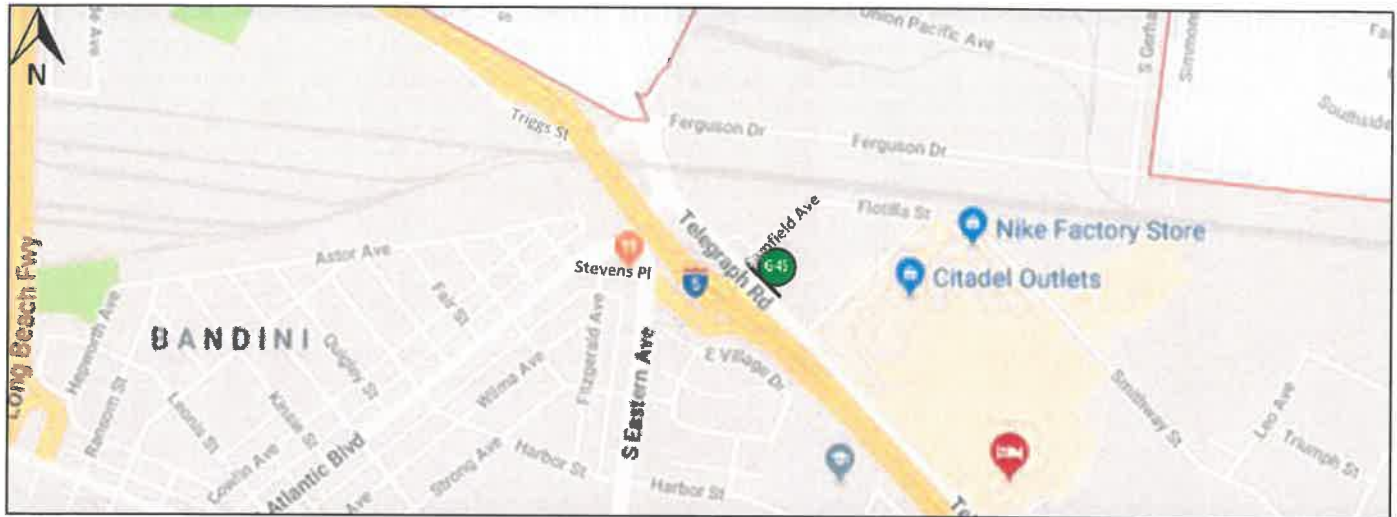 N
Union Pacific Ave
Triggs St
Ferguson Dr
Ferguson Dr
Southside
Flotilla St
Nike Factory Store
Citadel Outlets
Telegraph Rd
G-45
Astor Ave
Stevens Pl
5
Long Beach Fwy
Hepworth Ave
BANDINI
Fair St
Quigley St
Fitzgerald Ave
Wilma Ave
S Eastern Ave
E Village Dr
Ransom St
Leonis St
Kinsie St
Cowlin Ave
Atlantic Blvd
Strong Ave
Harbor St
Harbor St
Ave
Smithway St
Leo Ave
Triumph St